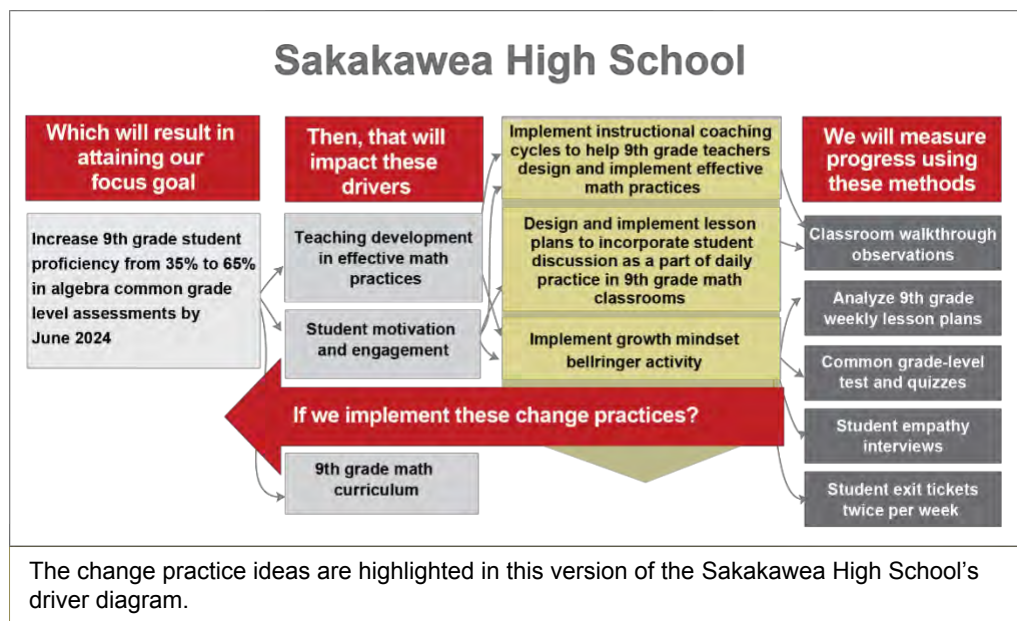 Sakakawea High School
Which will result in
attaining our
focus goal
Increase 9th grade student
proficiency from 35% to 65%
in algebra common grade
level assessments by
June 2024
Then, that will
impact these
drivers
Teaching development
in effective math
practices
Student motivation
and engagement
9th grade math
curriculum
Implement instructional coaching
cycles to help 9th grade teachers
design and implement effective
math practices
Design and implement lesson
plans to incorporate student
discussion as a part of daily
practice in 9th grade math
classrooms
Implement growth mindset
bellringer activity
If we implement these change practices?
We will measure
progress using
these methods
Classroom walkthrough
observations
Analyze 9th grade
weekly lesson plans
Common grade-level
test and quizzes
Student empathy
interviews
Student exit tickets
twice per week
The change practice ideas are highlighted in this version of the Sakakawea High School’s
driver diagram.